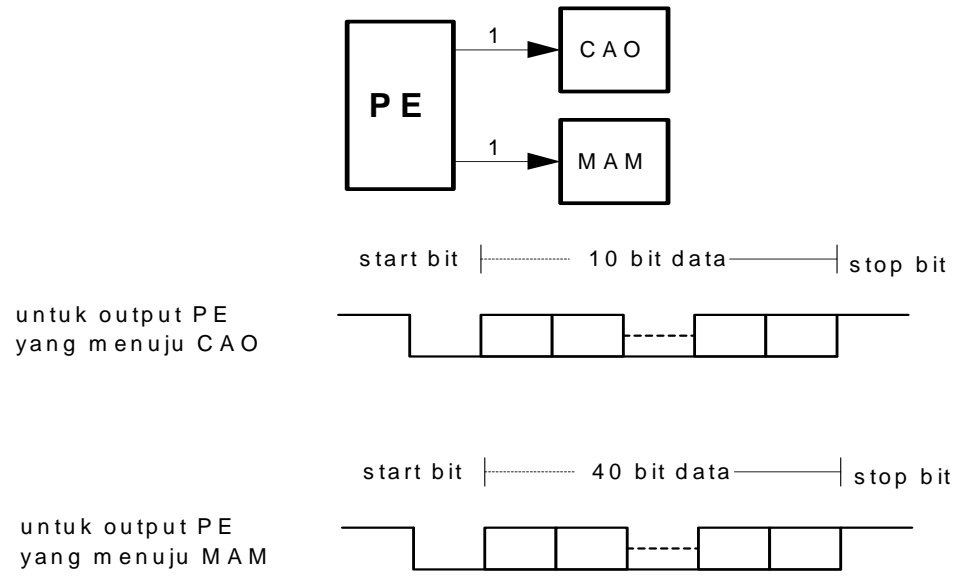 1
CAO
PE
1
MAM
start bit 10 bit data stop bit
untuk output PE
yang menuju CAO
start bit 40 bit data stop bit
untuk output PE
yang menuju MAM